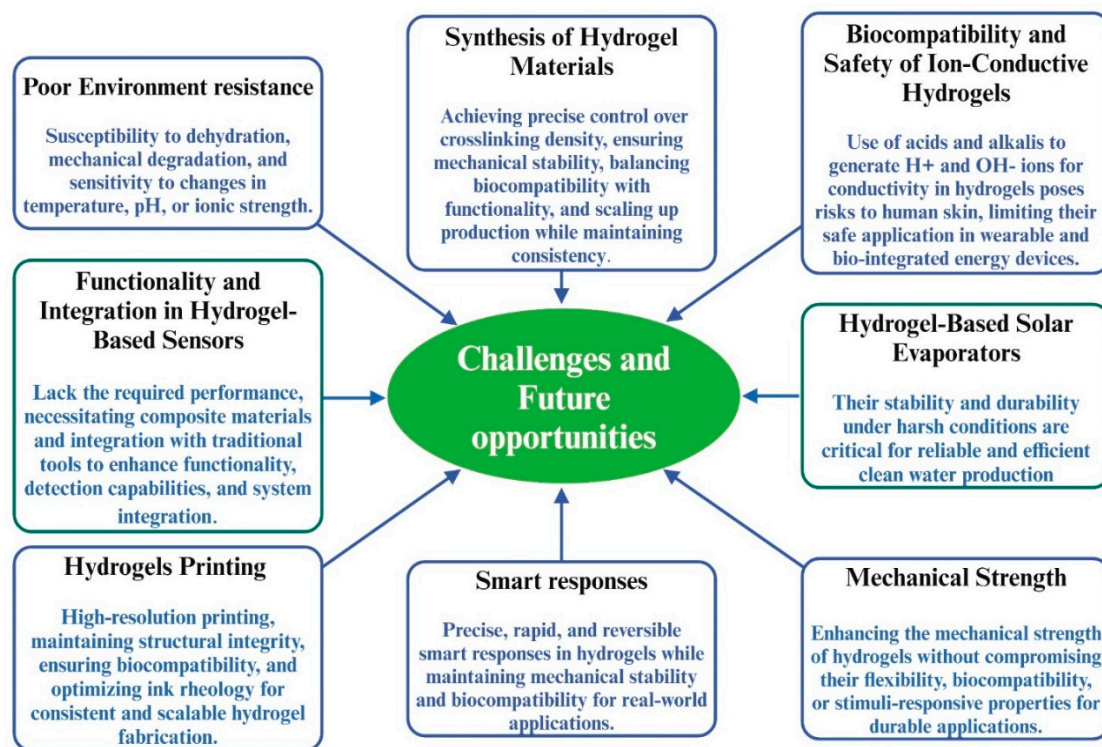 Poor Environment resistance
Susceptibility to dehydration,
mechanical degradation, and
sensitivity to changes in
temperature, pH, or ionic strength.
Synthesis of Hydrogel
Materials
Achieving precise control over
crosslinking density, ensuring
mechanical stability, balancing
biocompatibility with
functionality, and scaling up
production while maintaining
consistency.
Biocompatibility and
Safety of Ion-Conductive
Hydrogels
Use of acids and alkalis to
generate H+ and OH- ions for
conductivity in hydrogels poses
risks to human skin, limiting their
safe application in wearable and
bio-integrated energy devices.
Functionality and
Integration in Hydrogel-
Based Sensors
Lack the required performance,
necessitating composite materials
and integration with traditional
tools to enhance functionality,
detection capabilities, and system
integration.
Challenges and
Future
opportunities
Hydrogel-Based Solar
Evaporators
Their stability and durability
under harsh conditions are
critical for reliable and efficient
clean water production
Hydrogels Printing
High-resolution printing,
maintaining structural integrity,
ensuring biocompatibility, and
optimizing ink rheology for
consistent and scalable hydrogel
fabrication.
Smart responses
Precise, rapid, and reversible
smart responses in hydrogels while
maintaining mechanical stability
and biocompatibility for real-world
applications.
Mechanical Strength
Enhancing the mechanical strength
of hydrogels without compromising
their flexibility, biocompatibility,
or stimuli-responsive properties for
durable applications.